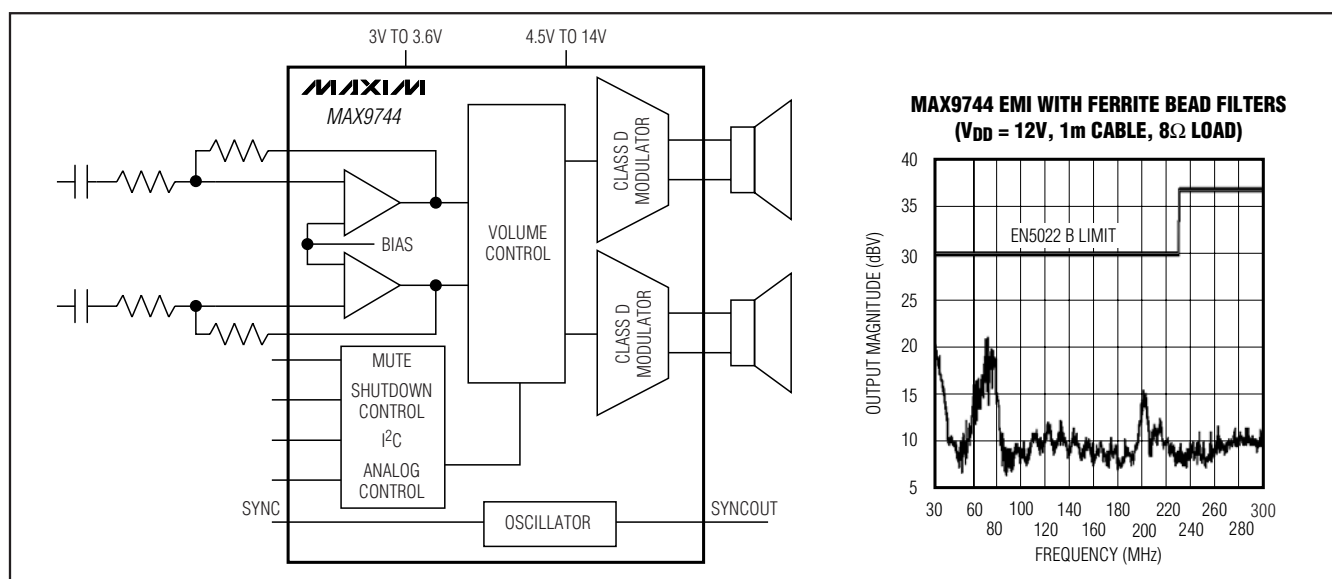 3V TO 3.6V
4.5V TO 14V
MAXIM
MAX9744
BIAS
VOLUME
CONTROL
CLASS D
MODULATOR
CLASS D
MODULATOR
MUTE
SHUTDOWN
CONTROL
I²C
ANALOG
CONTROL
SYNC
OSCILLATOR
SYNCOUT
MAX9744 EMI WITH FERRITE BEAD FILTERS
(VDD = 12V, 1m CABLE, 8Ω LOAD)
OUTPUT MAGNITUDE (dBV)
40
35
30
25
20
15
10
5
EN5022 B LIMIT
30 60 100 140 180 220 260 300
80 120 160 200 240 280
FREQUENCY (MHz)